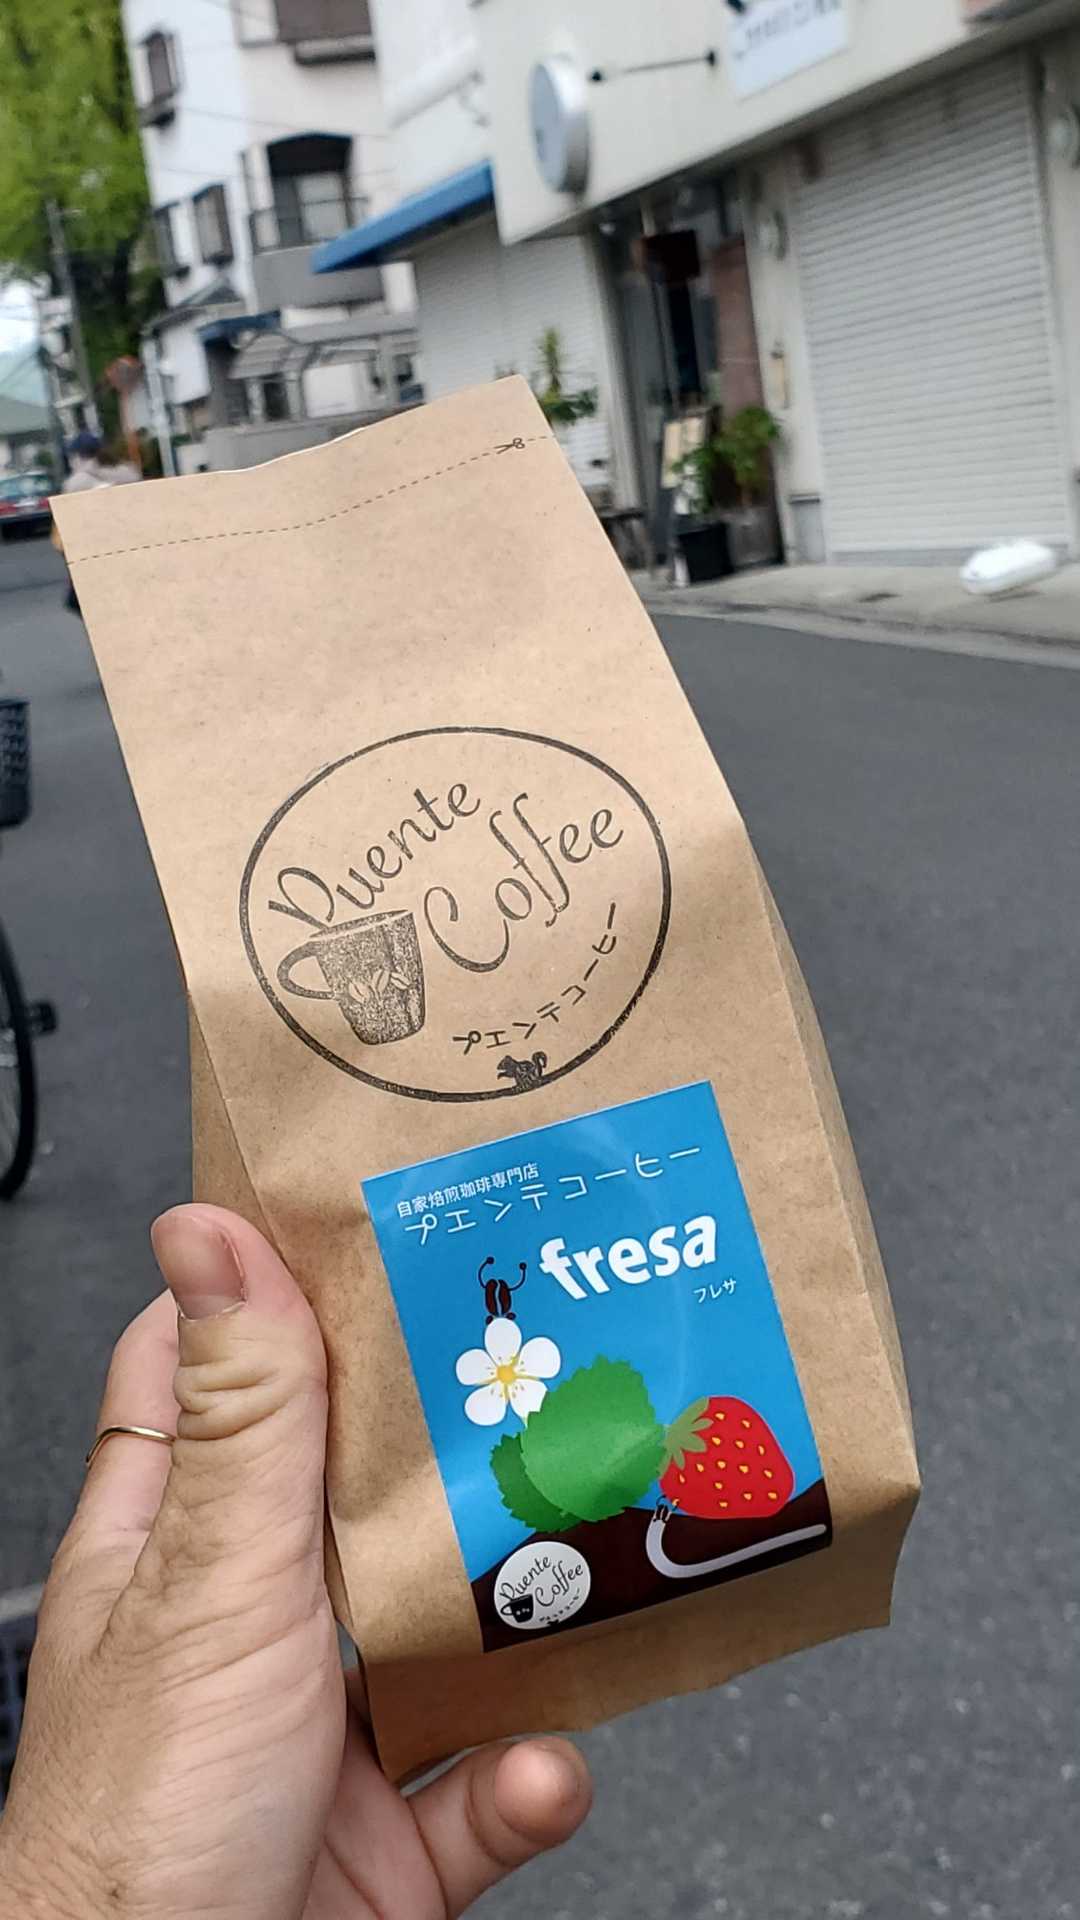 Puente
Coffee
プエンテコーヒー
自家焙煎珈琲専門店
プエンテコーヒー
fresa
フレサ
Puente
Coffee